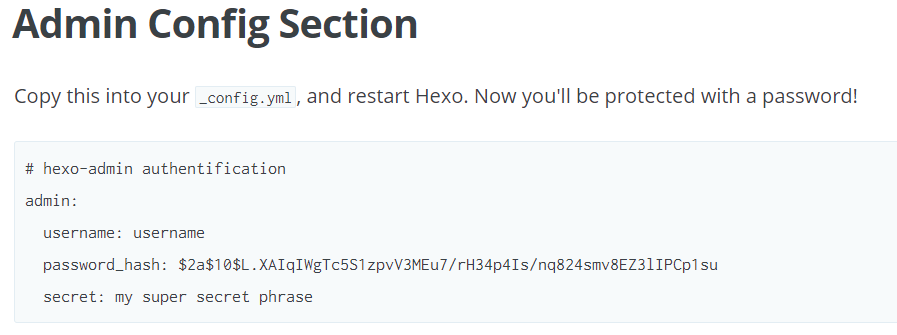 Admin Config Section
Copy this into your _config.yml, and restart Hexo. Now you'll be protected with a password!
# hexo-admin authentification
admin:
username: username
password_hash: $2a$10$L.XAIqIWgTc5S1zpvV3MEu7/rH34p4Is/nq824smv8EZ3lIPCp1su
secret: my super secret phrase